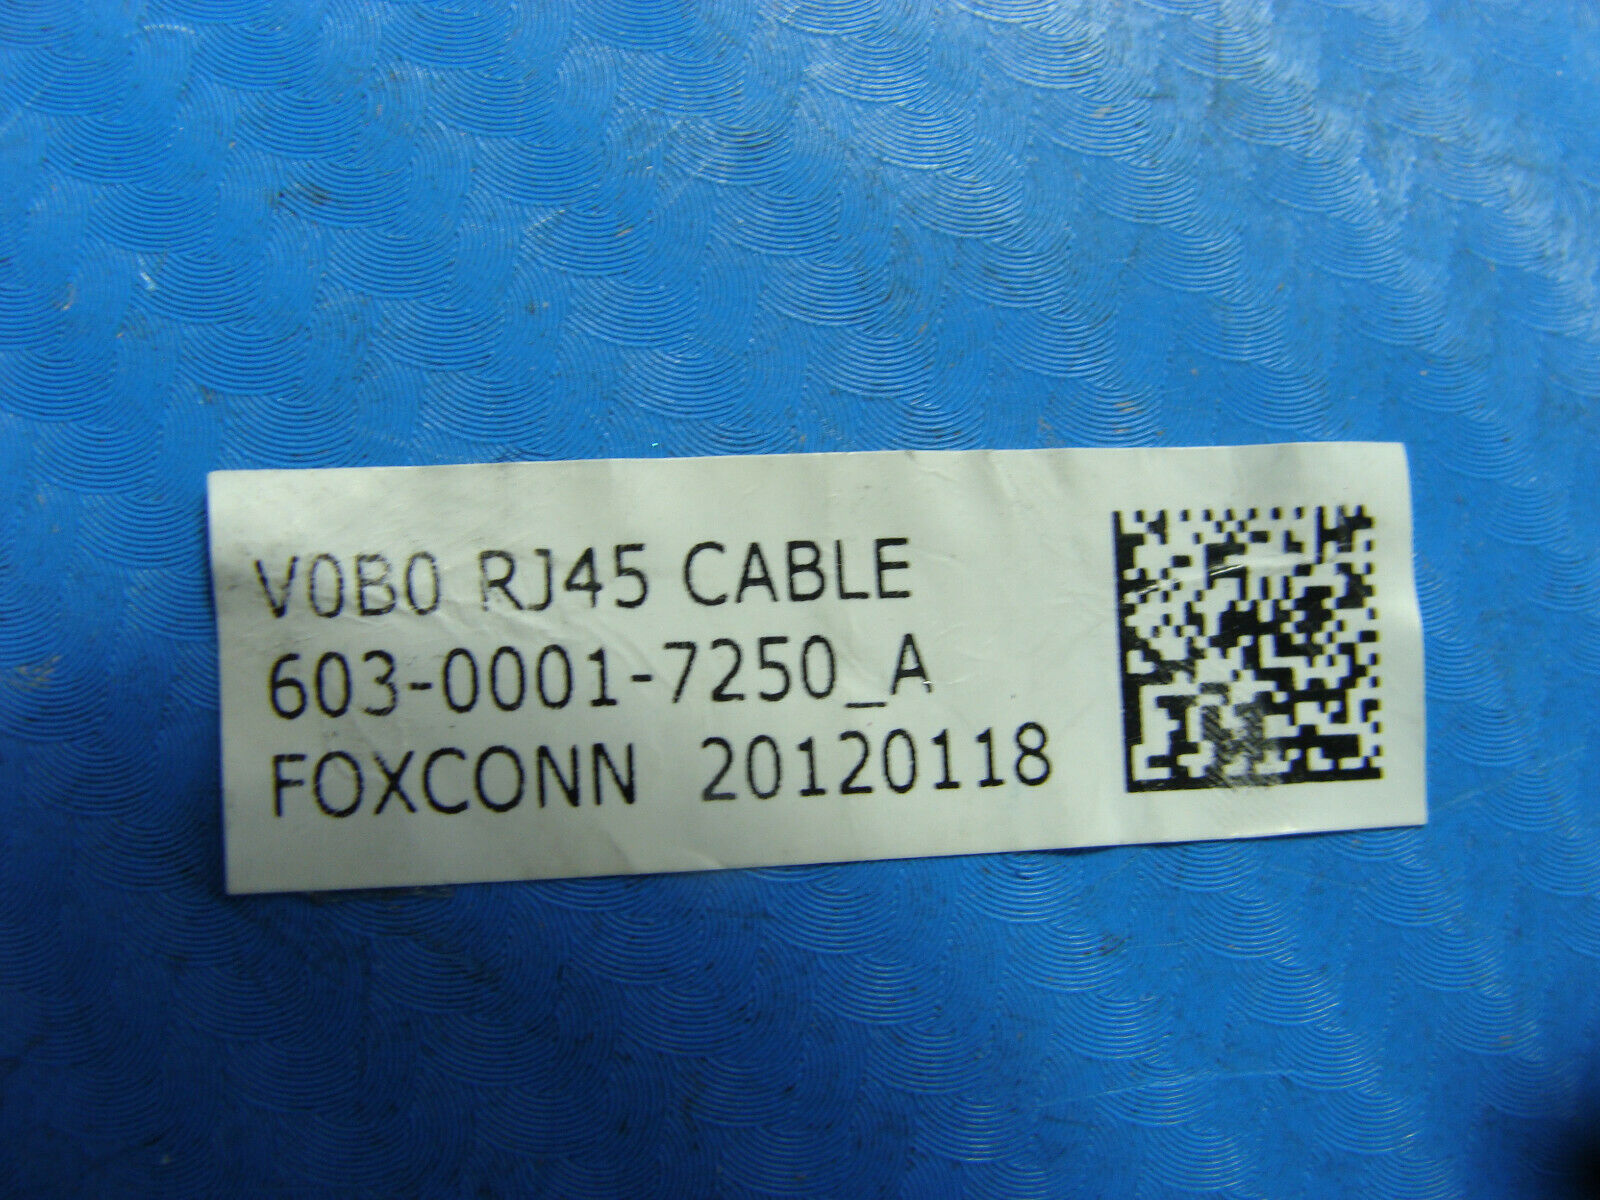 V0B0 RJ45 CABLE
603-0001-7250_A
FOXCONN 20120118